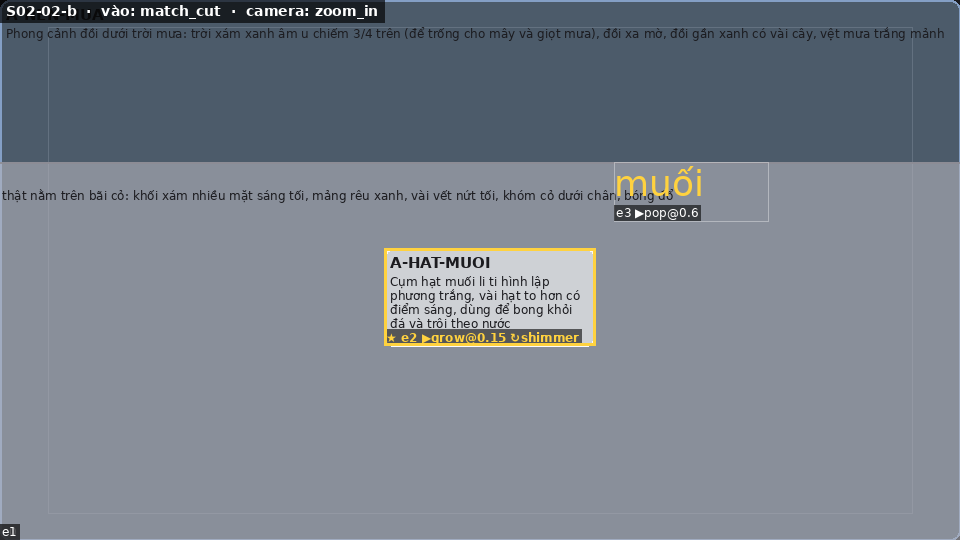 S02-02-b · vào: match_cut · camera: zoom_in
Phong cảnh đồi dưới trời mưa: trời xám xanh âm u chiếm 3/4 trên (để trống cho mây và giọt mưa), đồi xa mờ, đồi gần xanh có vài cây, vệt mưa trắng mảnh
muối
thật nằm trên bãi cỏ: khối xám nhiều mặt sáng tối, mảng rêu xanh, vài vết nứt tối, khóm cỏ dưới chân, bóng đổ
e3 ▶pop@0.6
A-HAT-MUOI
Cụm hạt muối li ti hình lập
phương trắng, vài hạt to hơn có
điểm sáng, dùng để bong khỏi
đá và trôi theo nước
★ e2 ▶grow@0.15 ↻shimmer
e1